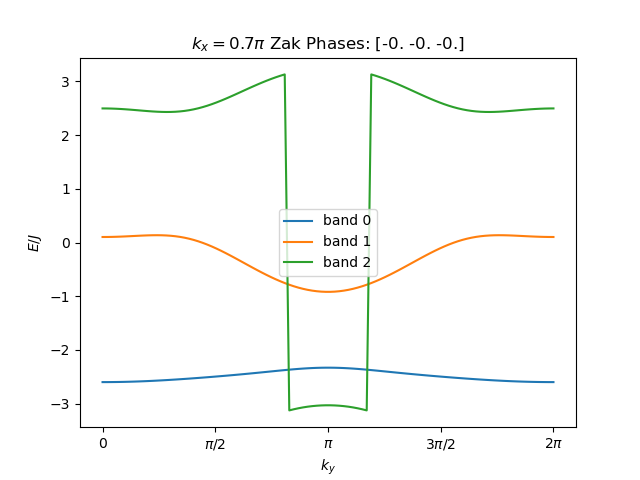 $k_x = 0.7\pi$ Zak Phases: [-0. -0. -0.]
E/J
3
2
1
0
−1
−2
−3
band 0
band 1
band 2
0
π/2
π
3π/2
2π
$k_y$